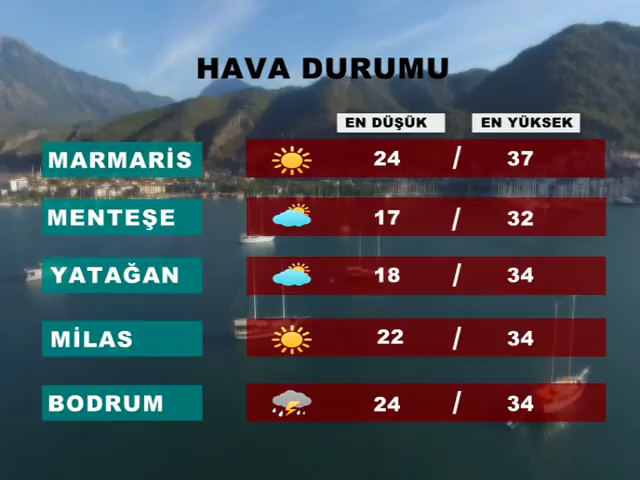 HAVA DURUMU
EN DÜŞÜK EN YÜKSEK
MARMARİS 24 / 37
MENTEŞE 17 / 32
YATAĞAN 18 / 34
MİLAS 22 / 34
BODRUM 24 / 34